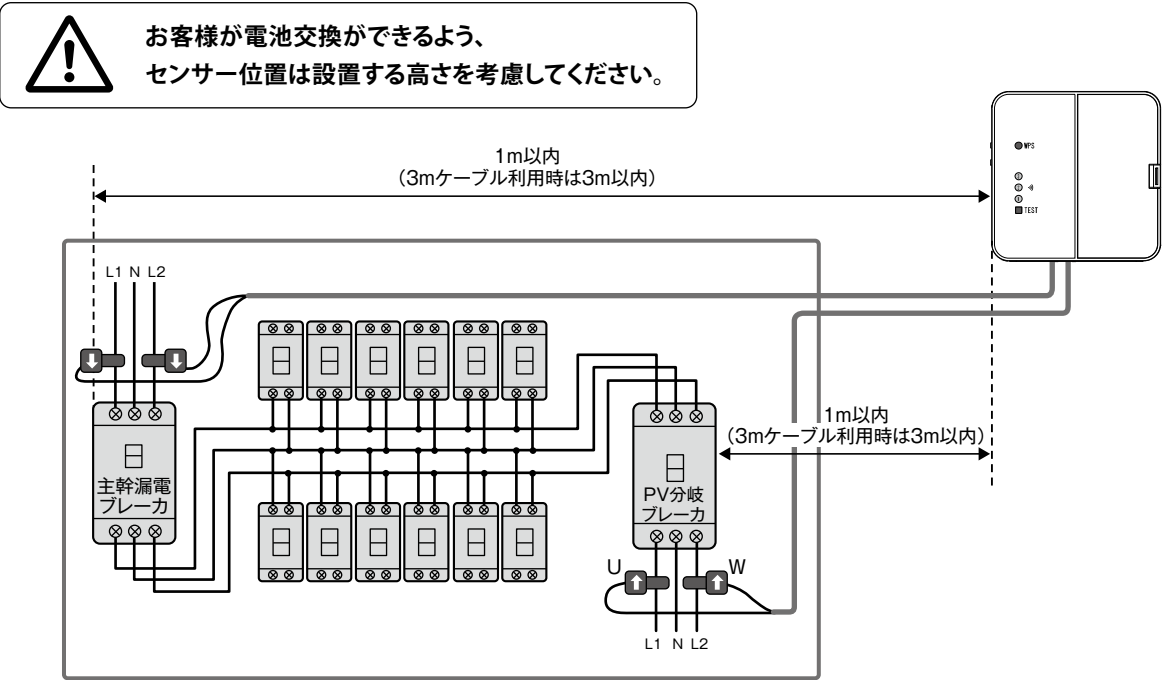 お客様が電池交換ができるよう、
センサー位置は設置する高さを考慮してください。
1m以内
（3mケーブル利用時は3m以内）
WPS
TEST
L1 N L2
主幹漏電
ブレーカ
1m以内
（3mケーブル利用時は3m以内）
PV分岐
ブレーカ
U
W
L1 N L2